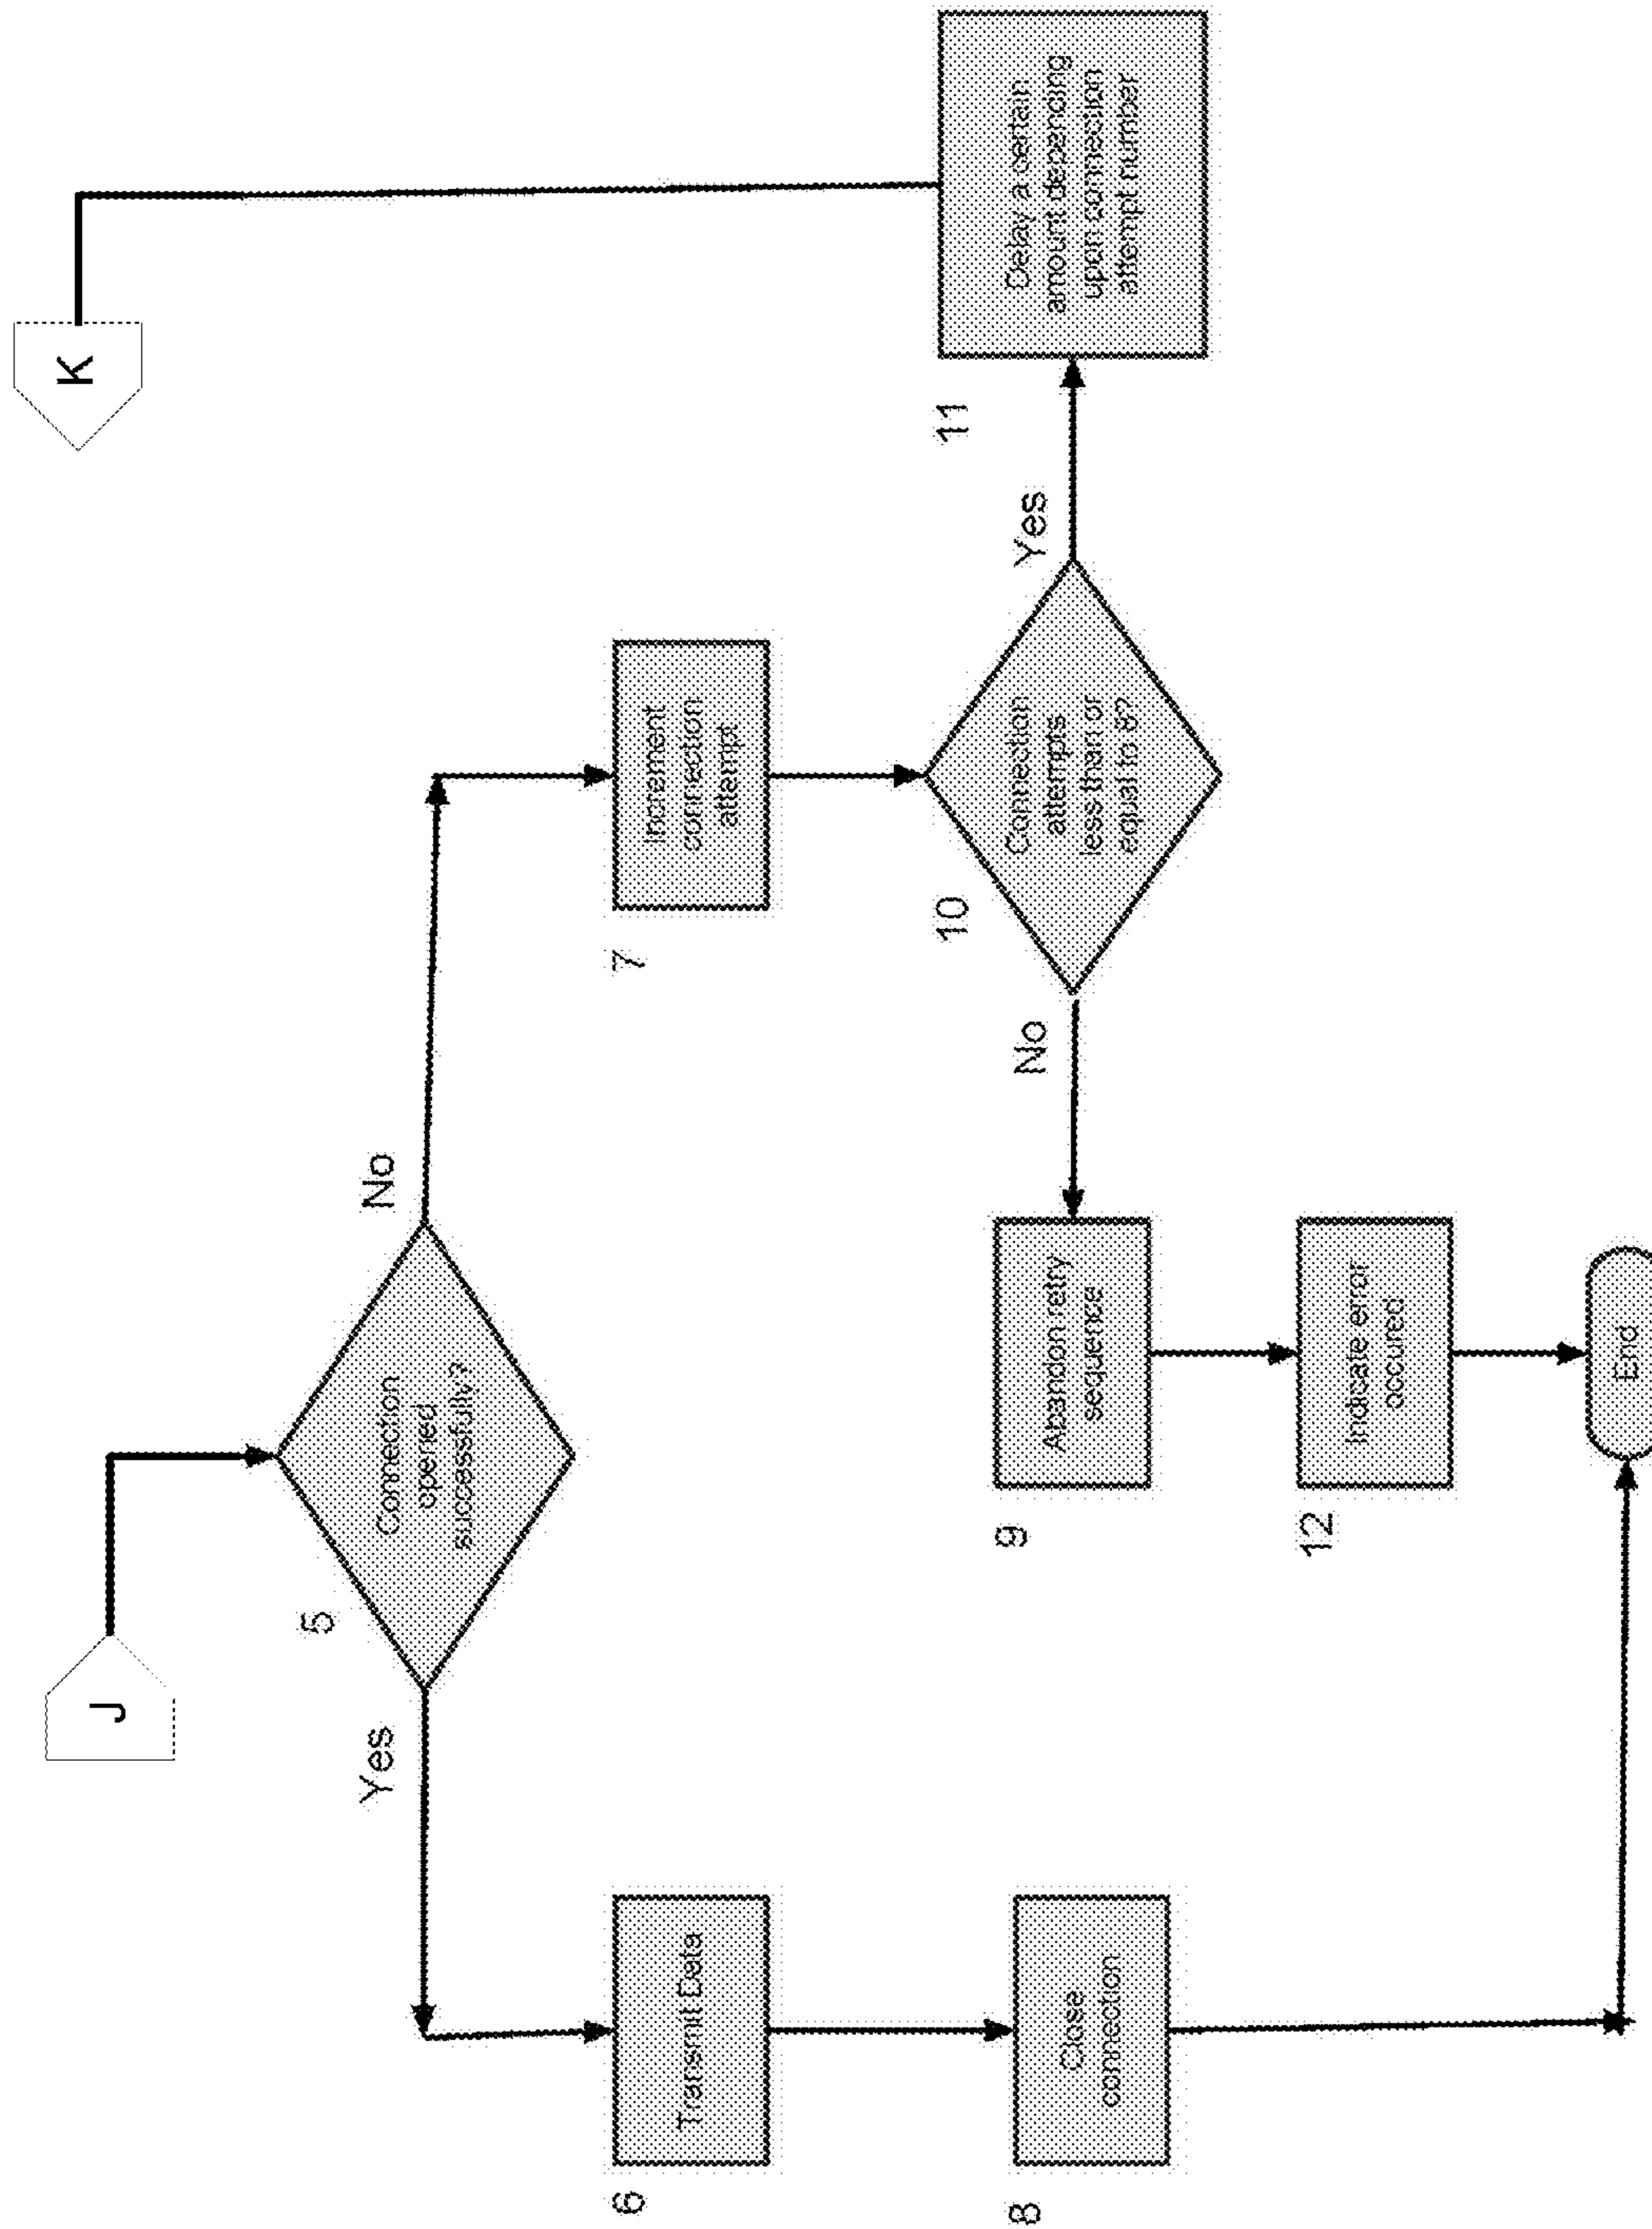 J
K
5
Connection
opened
successfully?
Yes
No
6
Transmit Data
7
Increment
connection
attempt
8
Close
connection
10
Connection
attempts
less than or
equal to 8?
No
Yes
9
Abandon retry
sequence
11
Delay a certain
amount depending
upon connection
attempt number
12
Indicate error
occured
End